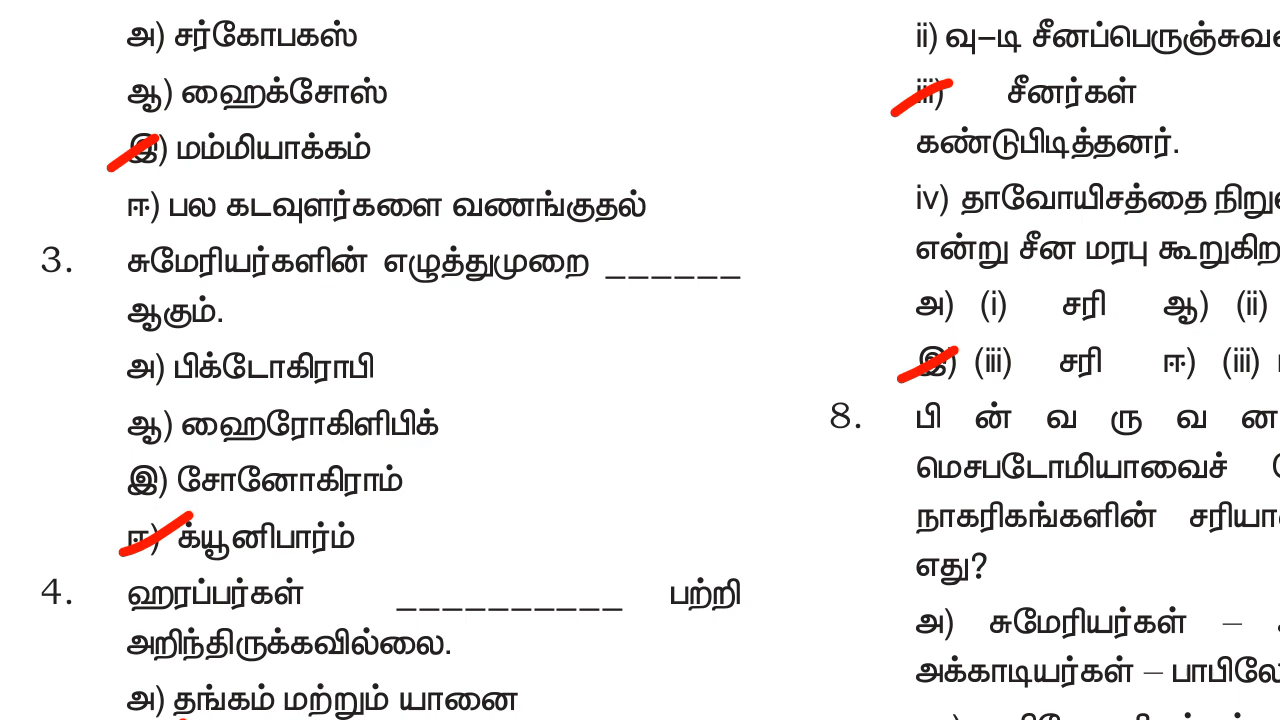 அ) சர்கோபகஸ்
ஆ) ஹைக்சோஸ்
இ) மம்மியாக்கம்
ஈ) பல கடவுளர்களை வணங்குதல்
3. சுமேரியர்களின் எழுத்துமுறை ______
ஆகும்.
அ) பிக்டோகிராபி
ஆ) ஹைரோகிளிபிக்
இ) சோனோகிராம்
ஈ) க்யூனிபார்ம்
4. ஹரப்பர்கள் __________ பற்றி
அறிந்திருக்கவில்லை.
அ) தங்கம் மற்றும் யானை
ii) வு–டி
iii) சீனர்கள்
கண்டுபிடித்தனர்.
iv) தாவோயிசத்தை
என்று சீன மரபு
அ) (i) சரி ஆ) (ii)
இ) (iii) சரி ஈ) (iii)
8. பி ன் வ ரு வ ன
மெசபடோமியாவைச்
நாகரிகங்களின்
எது?
அ) சுமேரியர்கள் –
அக்காடியர்கள் –